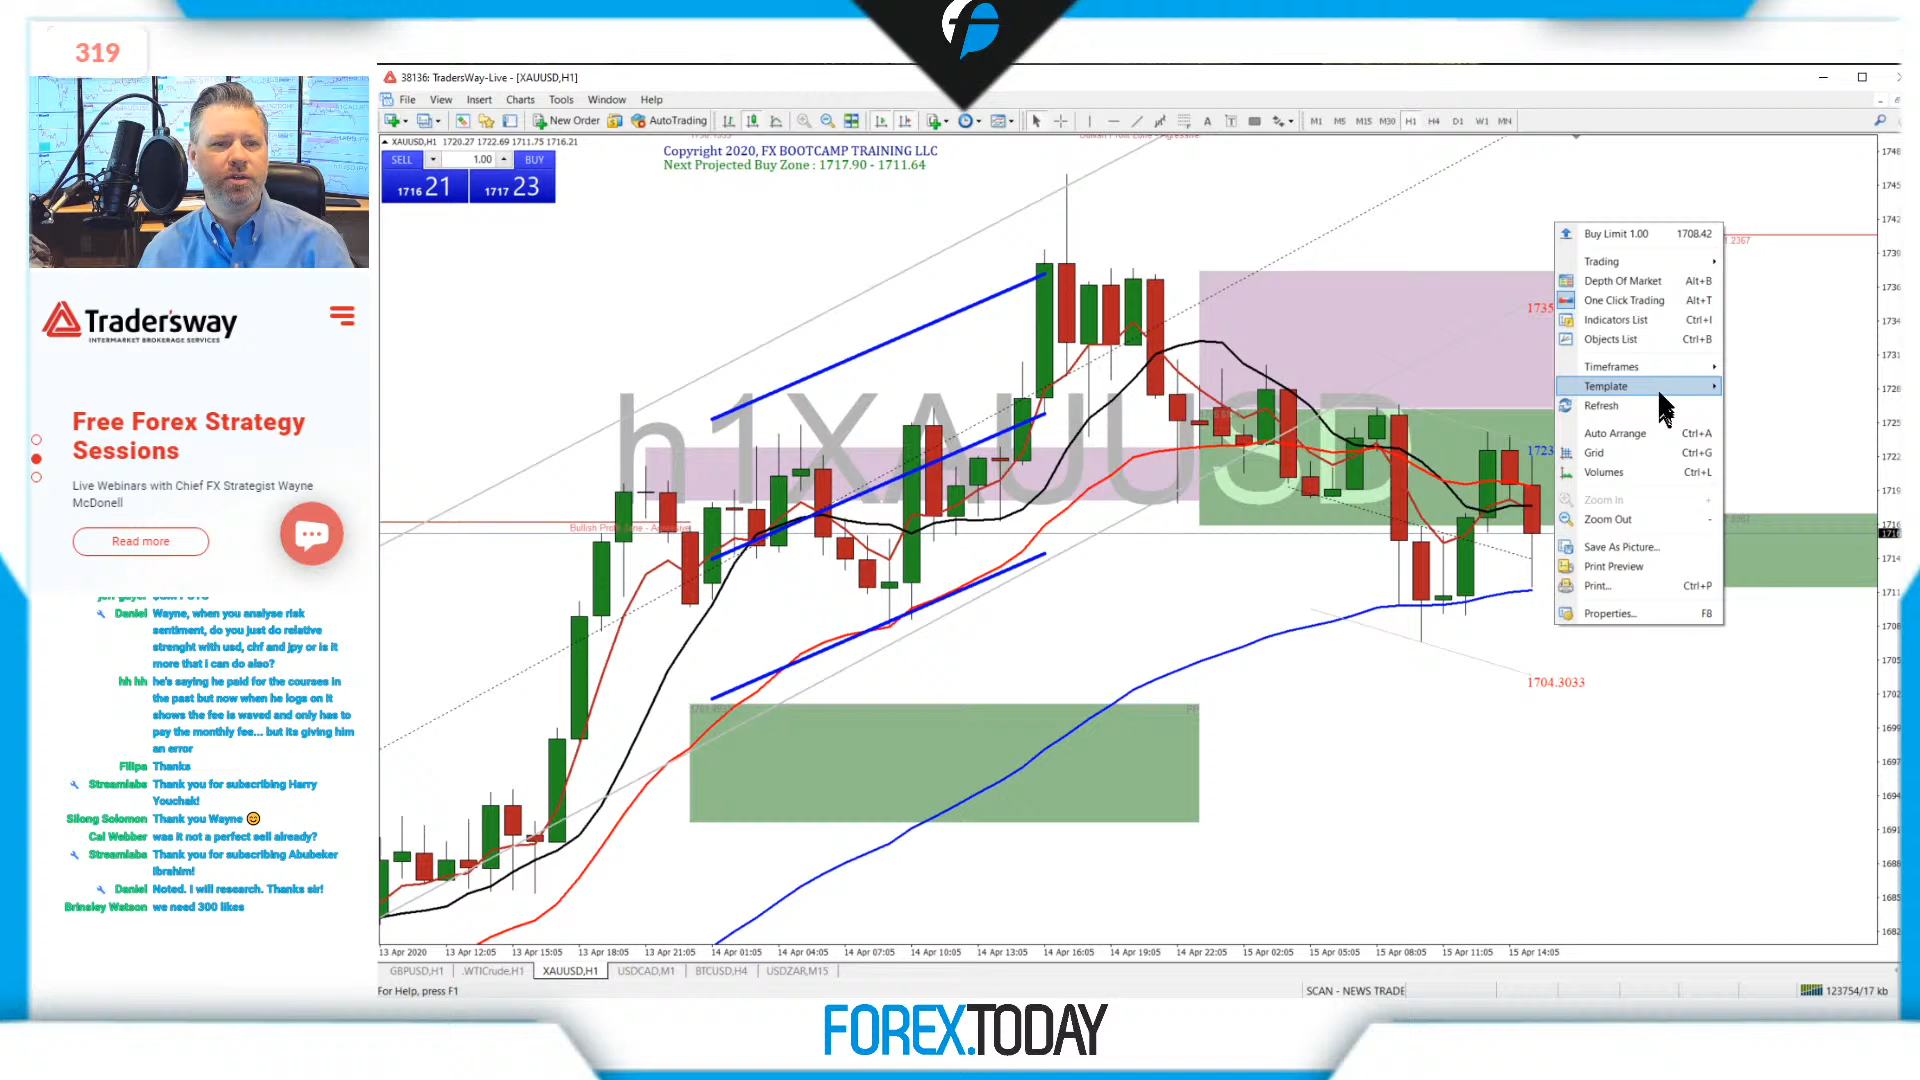 319
38136: TradersWay-Live - [XAUUSD,H1]
File View Insert Charts Tools Window Help
New Order AutoTrading M1 M5 M15 M30 H1 H4 D1 W1 MN
XAUUSD,H1 1720.27 1722.69 1711.75 1716.21
SELL 1.00 BUY
1716 21 1717 23
Copyright 2020, FX BOOTCAMP TRAINING LLC
Next Projected Buy Zone : 1717.90 - 1711.64
h1XAUUSD
Bullish Profit Zone - Agressive
1735
1723
1704.3033
Buy Limit 1.00 1708.42
Trading
Depth Of Market Alt+B
One Click Trading Alt+T
Indicators List Ctrl+I
Objects List Ctrl+B
Timeframes
Template
Refresh
Auto Arrange Ctrl+A
Grid Ctrl+G
Volumes Ctrl+L
Zoom In +
Zoom Out -
Save As Picture...
Print Preview
Print... Ctrl+P
Properties... F8
13 Apr 2020 13 Apr 12:05 13 Apr 15:05 13 Apr 18:05 13 Apr 21:05 14 Apr 01:05 14 Apr 04:05 14 Apr 07:05 14 Apr 10:05 14 Apr 13:05 14 Apr 16:05 14 Apr 19:05 14 Apr 22:05 15 Apr 02:05 15 Apr 05:05 15 Apr 08:05 15 Apr 11:05 15 Apr 14:05
GBPUSD,H1 .WTICrude,H1 XAUUSD,H1 USDCAD,M1 BTCUSD,H4 USDZAR,M15
For Help, press F1
SCAN - NEWS TRADE
123754/17 kb
Trader'sway
INTERMARKET BROKERAGE SERVICES
Free Forex Strategy
Sessions
Live Webinars with Chief FX Strategist Wayne
McDonell
Read more
Daniel Wayne, when you analyse risk
sentiment, do you just do relative
strenght with usd, chf and jpy or is it
more that i can do also?
hh hh he's saying he paid for the courses in
the past but now when he logs on it
shows the fee is waved and only has to
pay the monthly fee... but its giving him
an error
Filipa Thanks
Streamlabs Thank you for subscribing Harry
Youchak!
Silong Solomon Thank you Wayne 😊
Cal Webber was it not a perfect sell already?
Streamlabs Thank you for subscribing Abubeker
Ibrahim!
Daniel Noted. I will research. Thanks sir!
Brinsley Watson we need 300 likes
FOREX.TODAY